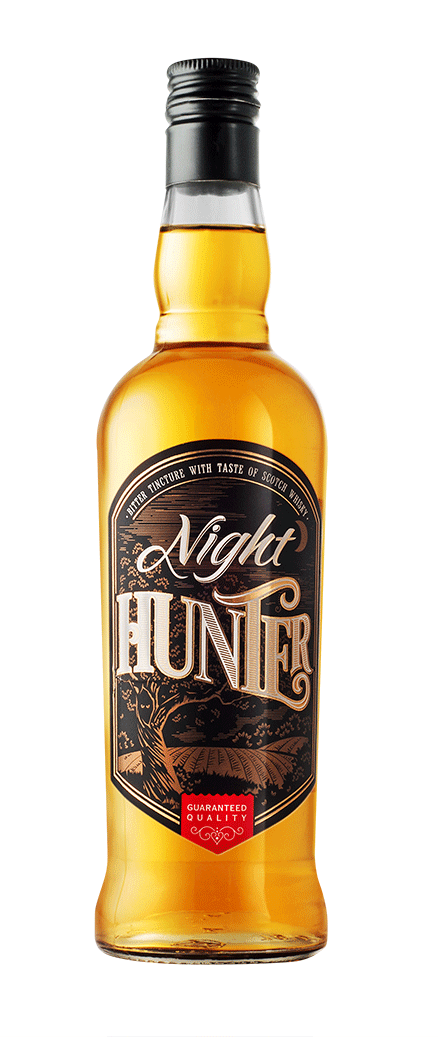 · BITTER TINCTURE WITH TASTE OF SCOTCH WHISKY ·
Night
HUNTER
GUARANTEED
QUALITY